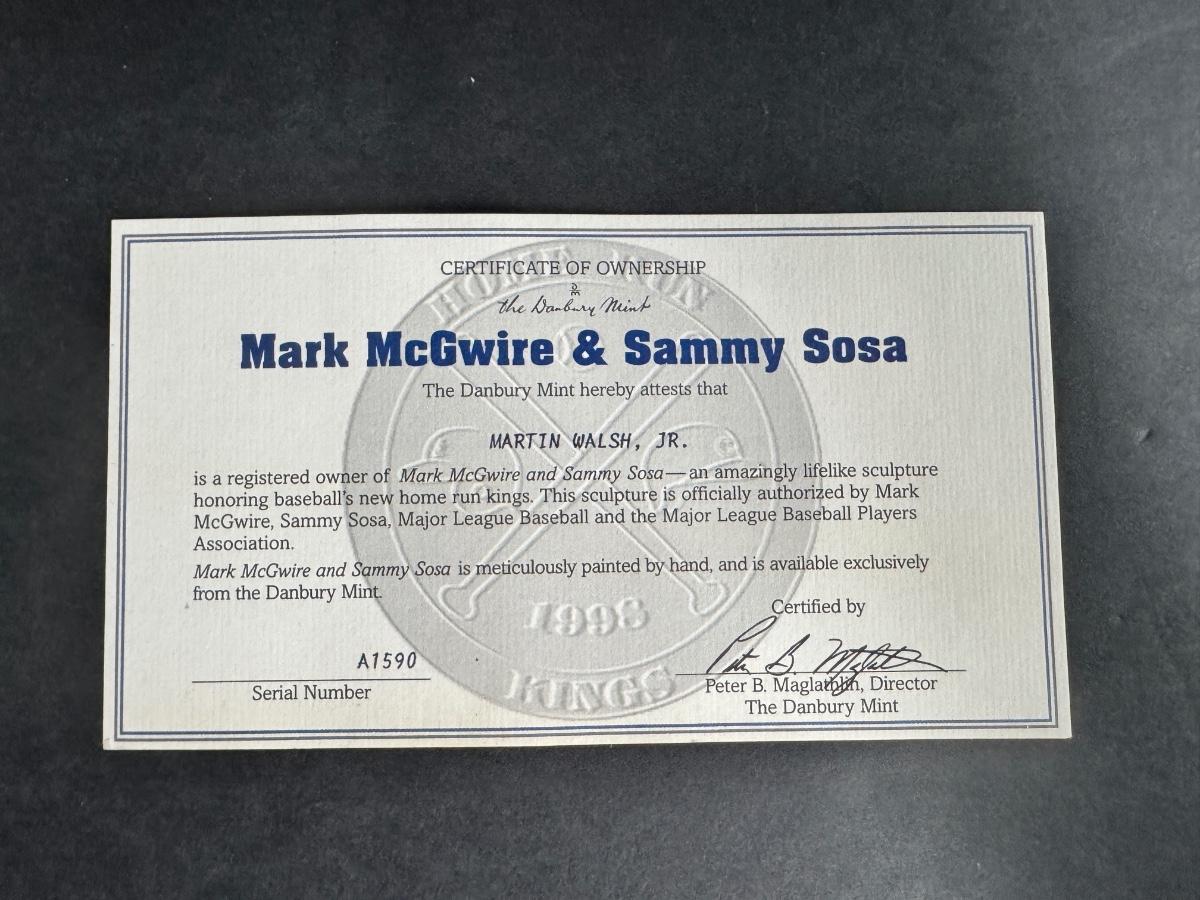 CERTIFICATE OF OWNERSHIP
DM
the Danbury Mint
Mark McGwire & Sammy Sosa
The Danbury Mint hereby attests that
MARTIN WALSH, JR.
is a registered owner of Mark McGwire and Sammy Sosa—an amazingly lifelike sculpture
honoring baseball's new home run kings. This sculpture is officially authorized by Mark
McGwire, Sammy Sosa, Major League Baseball and the Major League Baseball Players
Association.
Mark McGwire and Sammy Sosa is meticulously painted by hand, and is available exclusively
from the Danbury Mint.
A1590
Serial Number
Certified by
Peter B. Maglathlin, Director
The Danbury Mint
HOME RUN
1998
KINGS